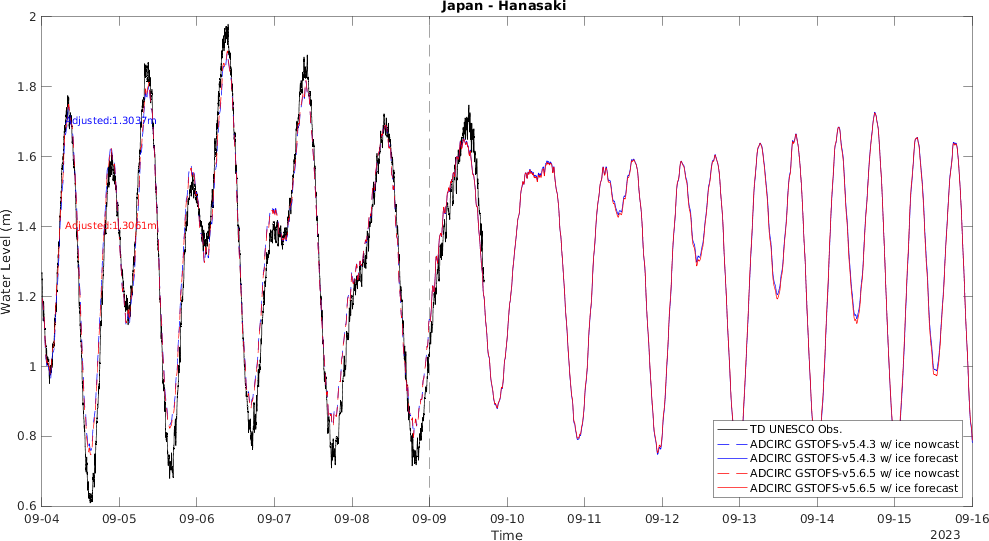 Japan - Hanasaki
2
1.8
1.6
1.4
1.2
1
0.8
0.6
Water Level (m)
Adjusted:1.3037m
Adjusted:1.3061m
TD UNESCO Obs.
ADCIRC GSTOFS-v5.4.3 w/ ice nowcast
ADCIRC GSTOFS-v5.4.3 w/ ice forecast
ADCIRC GSTOFS-v5.6.5 w/ ice nowcast
ADCIRC GSTOFS-v5.6.5 w/ ice forecast
09-04 09-05 09-06 09-07 09-08 09-09 09-10 09-11 09-12 09-13 09-14 09-15 09-16
Time
2023